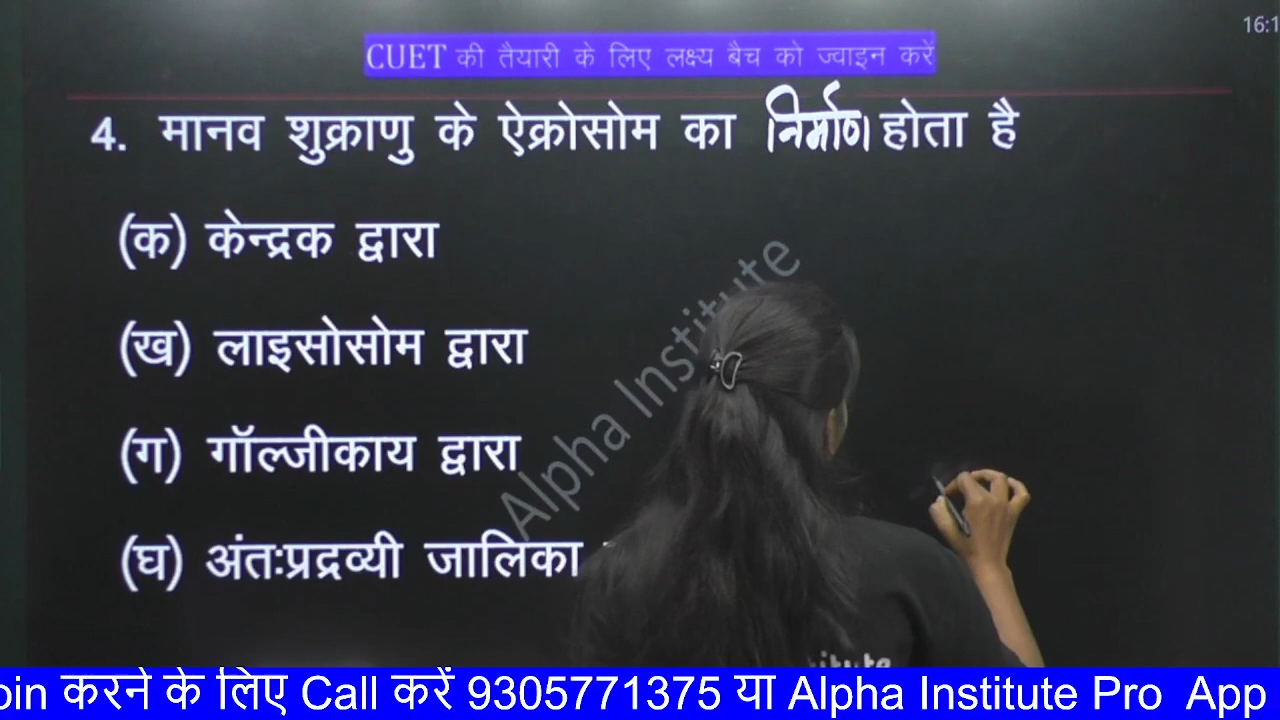 16:1
CUET की तैयारी के लिए लक्ष्य बैच को ज्वाइन करें
4. मानव शुक्राणु के ऐक्रोसोम का निर्माण होता है
(क) केन्द्रक द्वारा
(ख) लाइसोसोम द्वारा
(ग) गॉल्जीकाय द्वारा
(घ) अंतःप्रद्रव्यी जालिका
Alpha Institute
oin करने के लिए Call करें 9305771375 या Alpha Institute Pro App